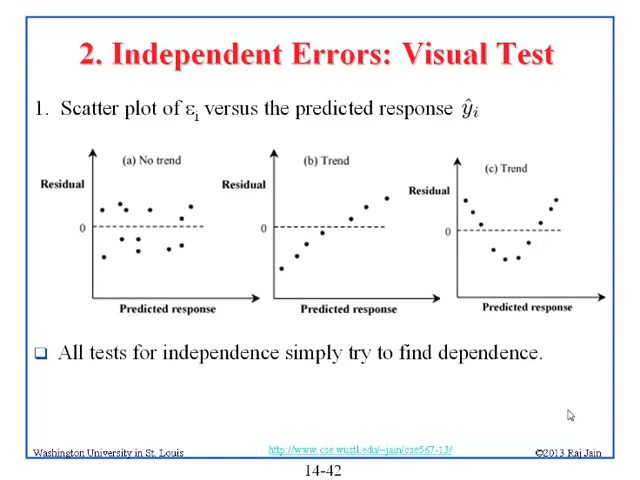 2. Independent Errors: Visual Test
1. Scatter plot of εi versus the predicted response ŷi
(a) No trend
Residual
0
Predicted response
(b) Trend
Residual
0
Predicted response
(c) Trend
Residual
0
Predicted response
All tests for independence simply try to find dependence.
Washington University in St. Louis
http://www.cse.wustl.edu/~jain/cse567-13/
©2013 Raj Jain
14-42